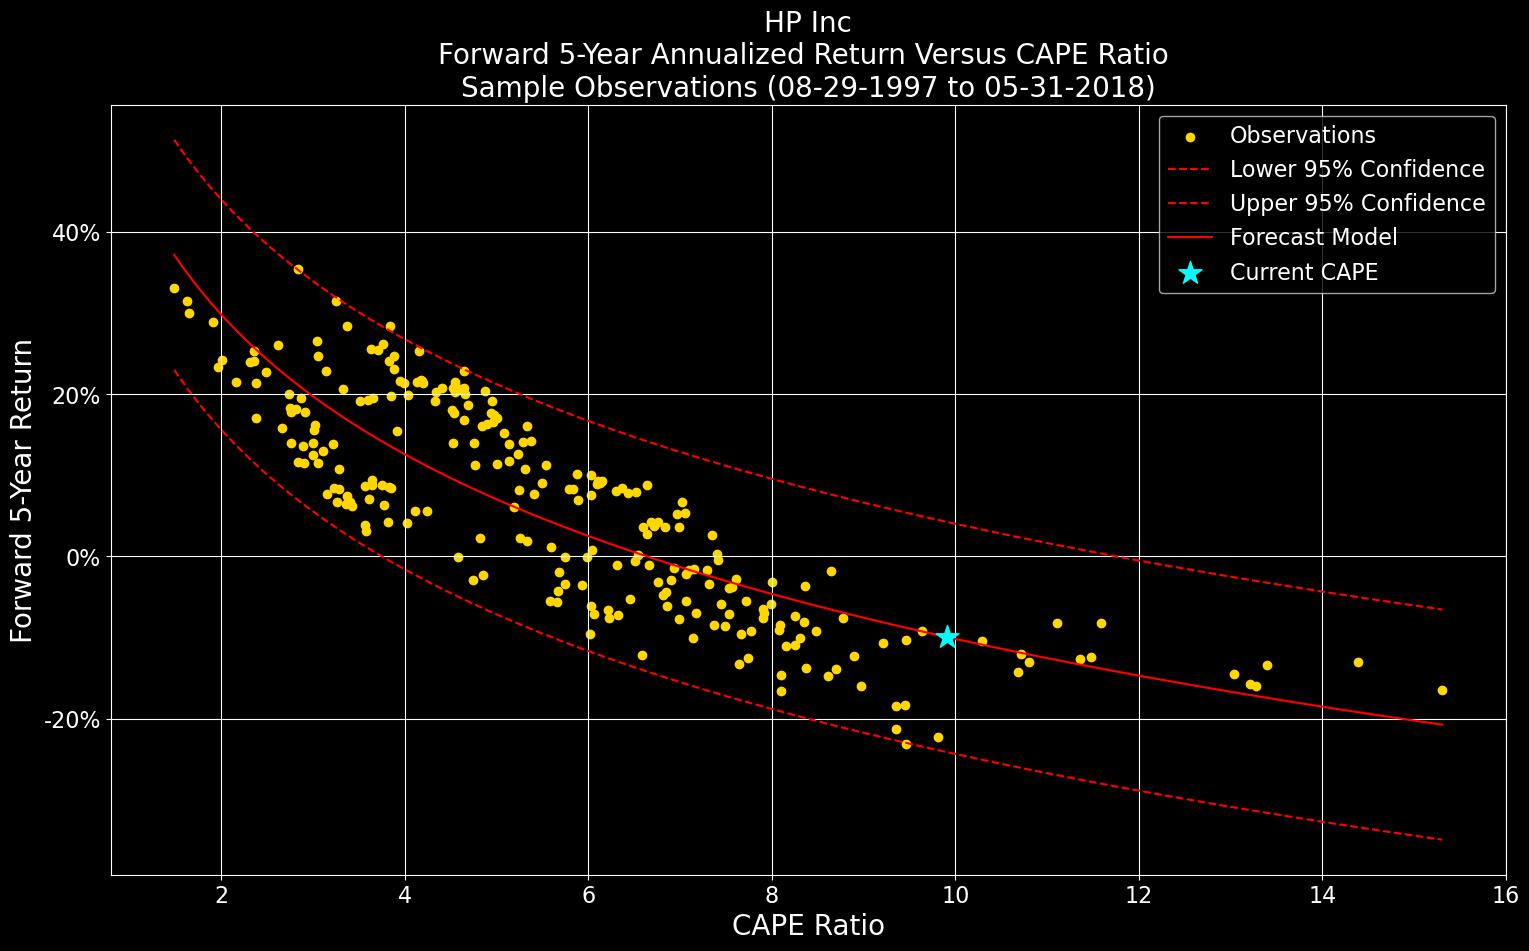 HP Inc
Forward 5-Year Annualized Return Versus CAPE Ratio
Sample Observations (08-29-1997 to 05-31-2018)
Observations
Lower 95% Confidence
Upper 95% Confidence
Forecast Model
Current CAPE
Forward 5-Year Return
40%
20%
0%
-20%
2 4 6 8 10 12 14 16
CAPE Ratio